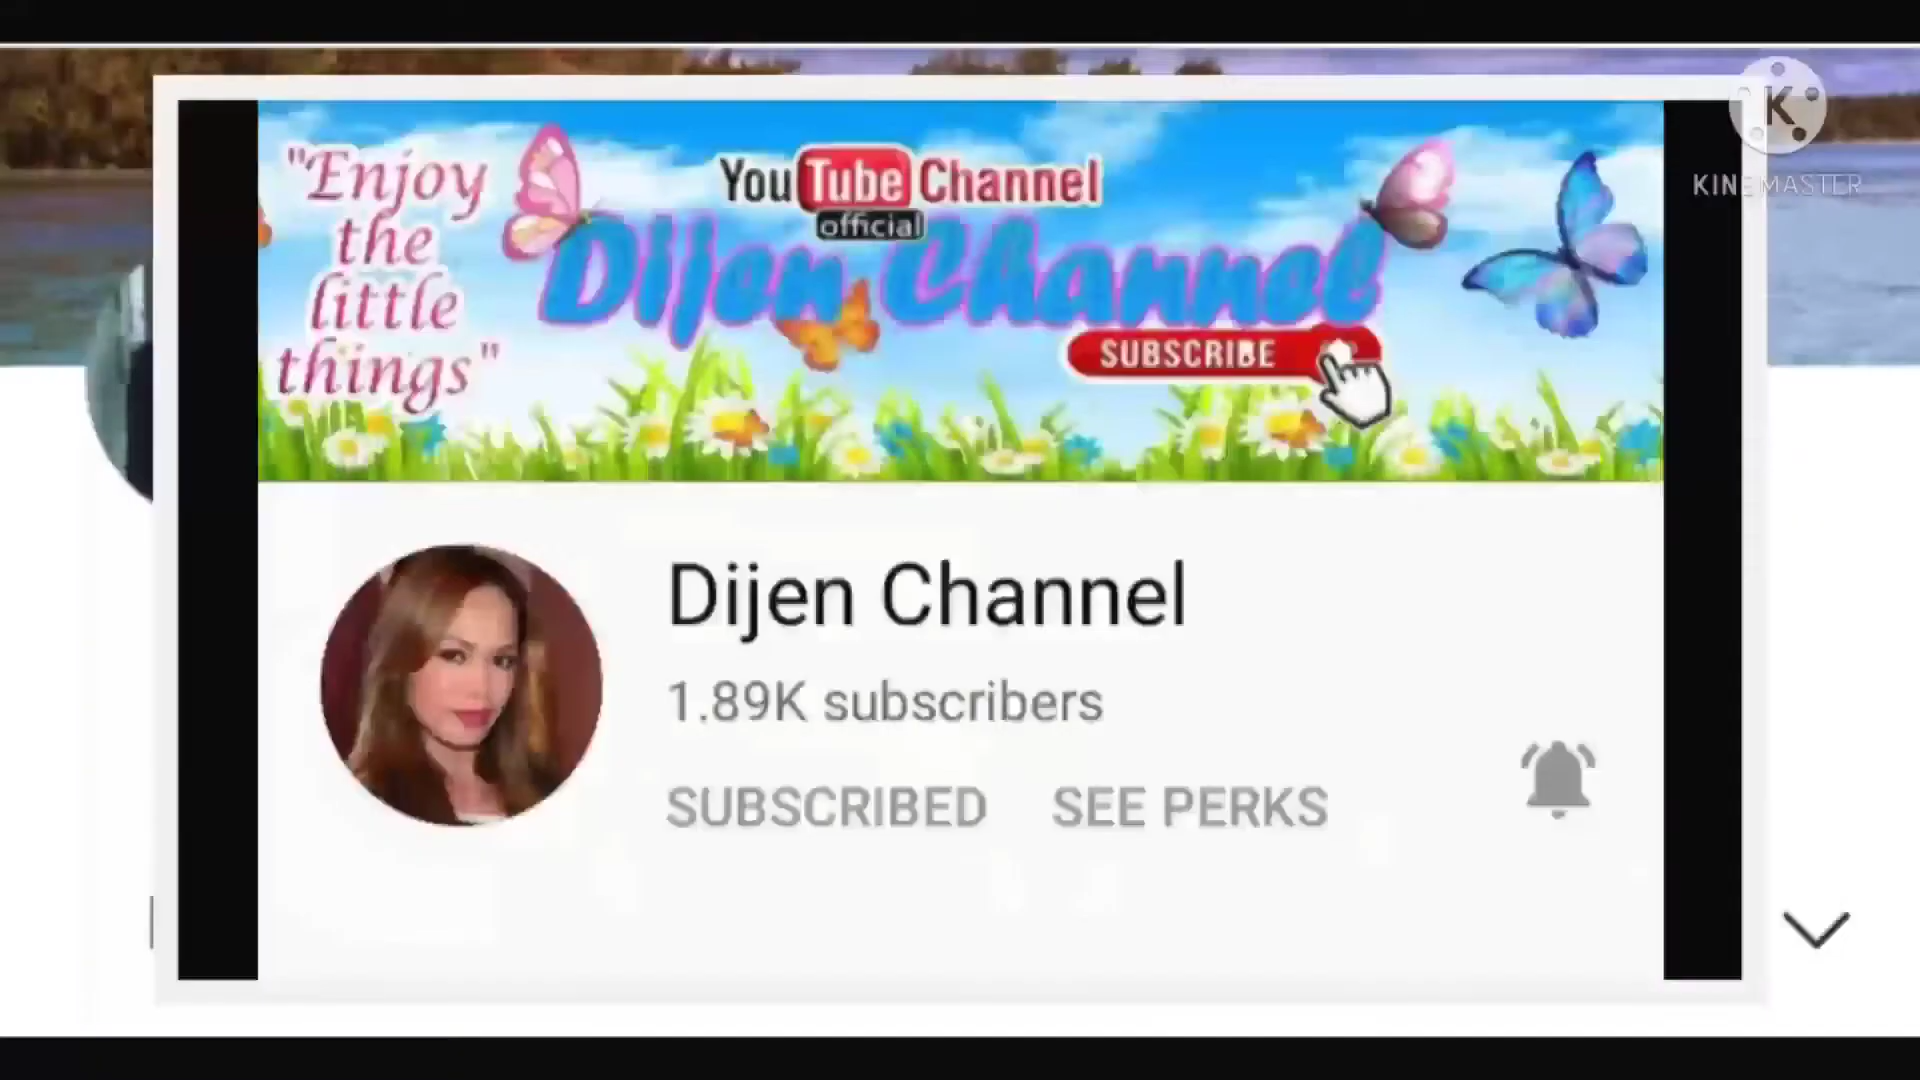 "Enjoy
the
little
things"
YouTube Channel
official
Dijen Channel
SUBSCRIBE
K
KINEMASTER
Dijen Channel
1.89K subscribers
SUBSCRIBED SEE PERKS